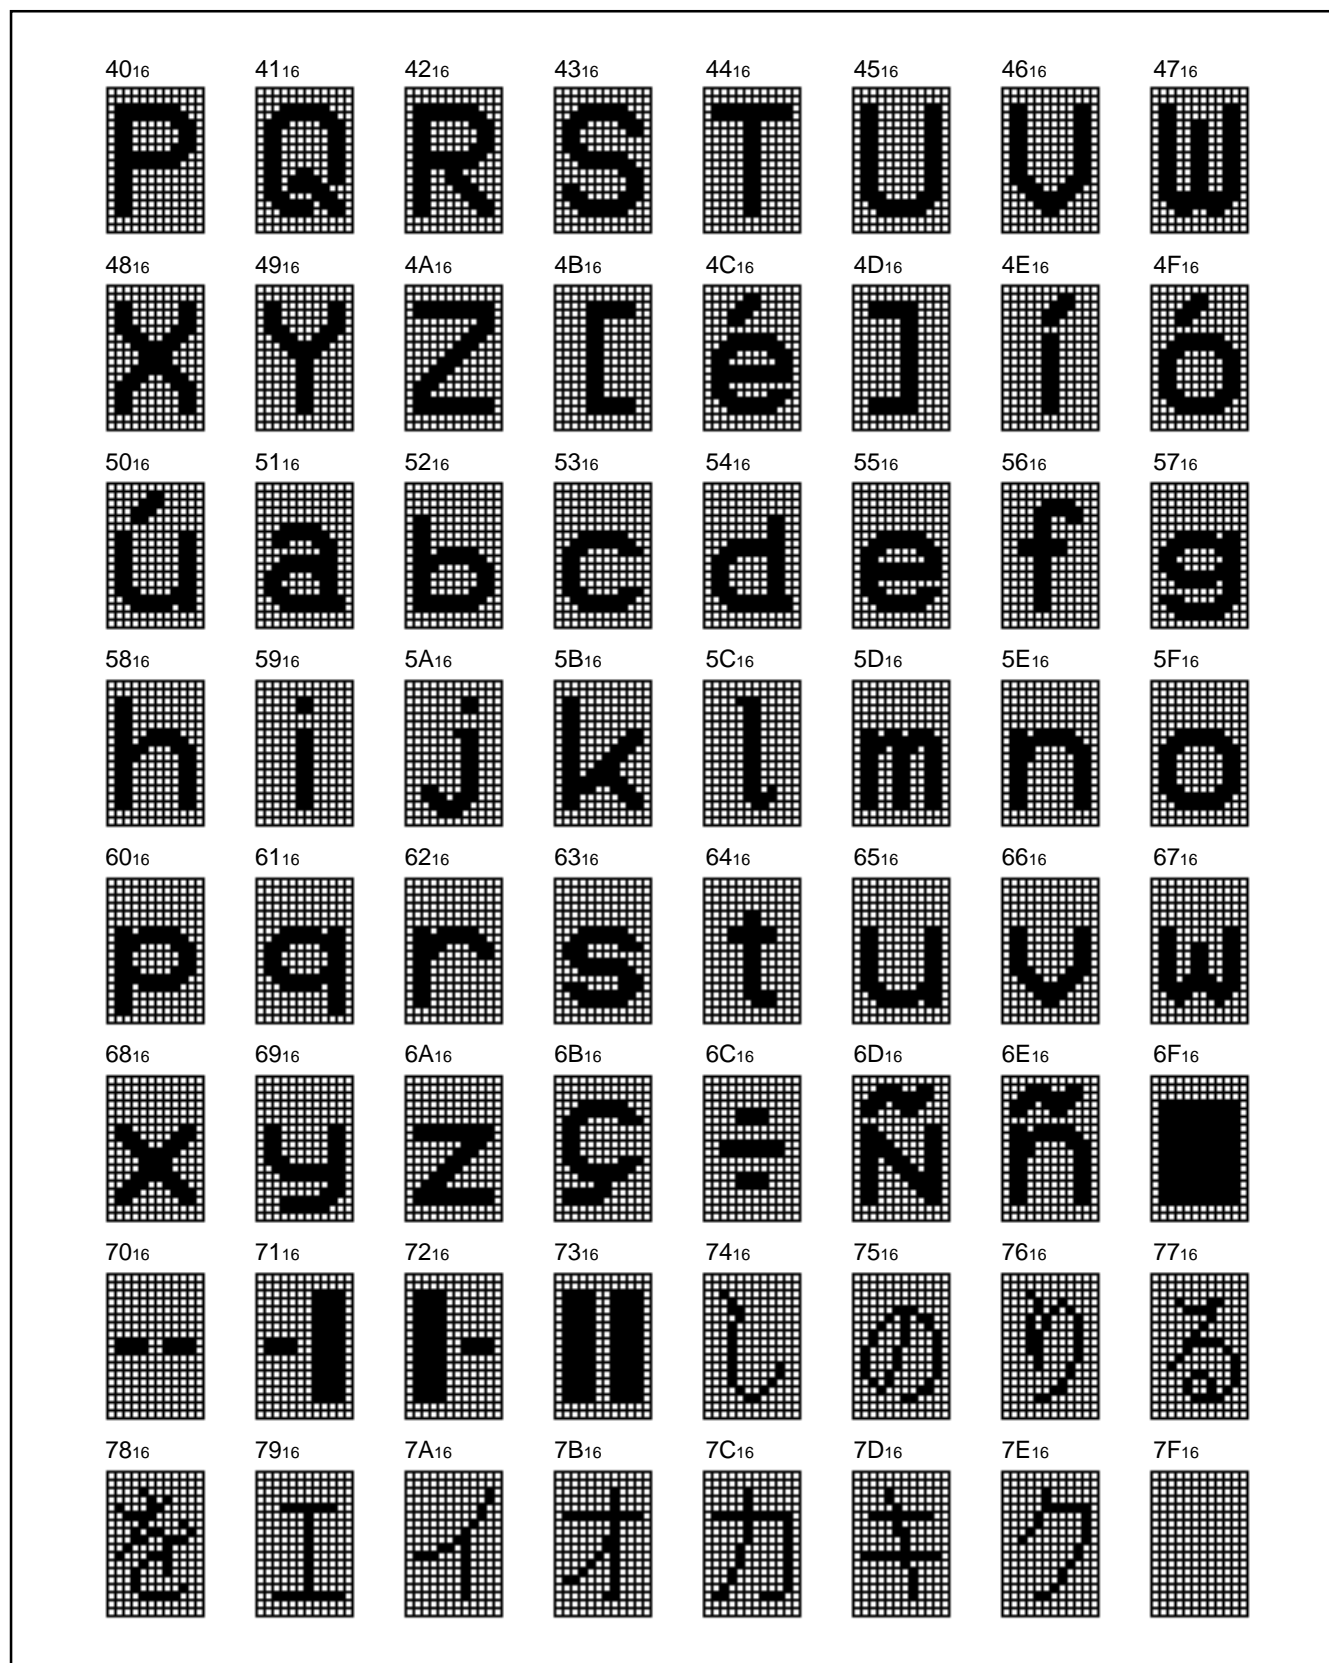 40₁₆ 41₁₆ 42₁₆ 43₁₆ 44₁₆ 45₁₆ 46₁₆ 47₁₆
P Q R S T U V W
48₁₆ 49₁₆ 4A₁₆ 4B₁₆ 4C₁₆ 4D₁₆ 4E₁₆ 4F₁₆
X Y Z [ é ] í ó
50₁₆ 51₁₆ 52₁₆ 53₁₆ 54₁₆ 55₁₆ 56₁₆ 57₁₆
ú a b c d e f g
58₁₆ 59₁₆ 5A₁₆ 5B₁₆ 5C₁₆ 5D₁₆ 5E₁₆ 5F₁₆
h i j k l m n o
60₁₆ 61₁₆ 62₁₆ 63₁₆ 64₁₆ 65₁₆ 66₁₆ 67₁₆
p q r s t u v w
68₁₆ 69₁₆ 6A₁₆ 6B₁₆ 6C₁₆ 6D₁₆ 6E₁₆ 6F₁₆
x y z ç ÷ Ñ ñ ■
70₁₆ 71₁₆ 72₁₆ 73₁₆ 74₁₆ 75₁₆ 76₁₆ 77₁₆
し の り る
78₁₆ 79₁₆ 7A₁₆ 7B₁₆ 7C₁₆ 7D₁₆ 7E₁₆ 7F₁₆
エ イ オ カ キ ク